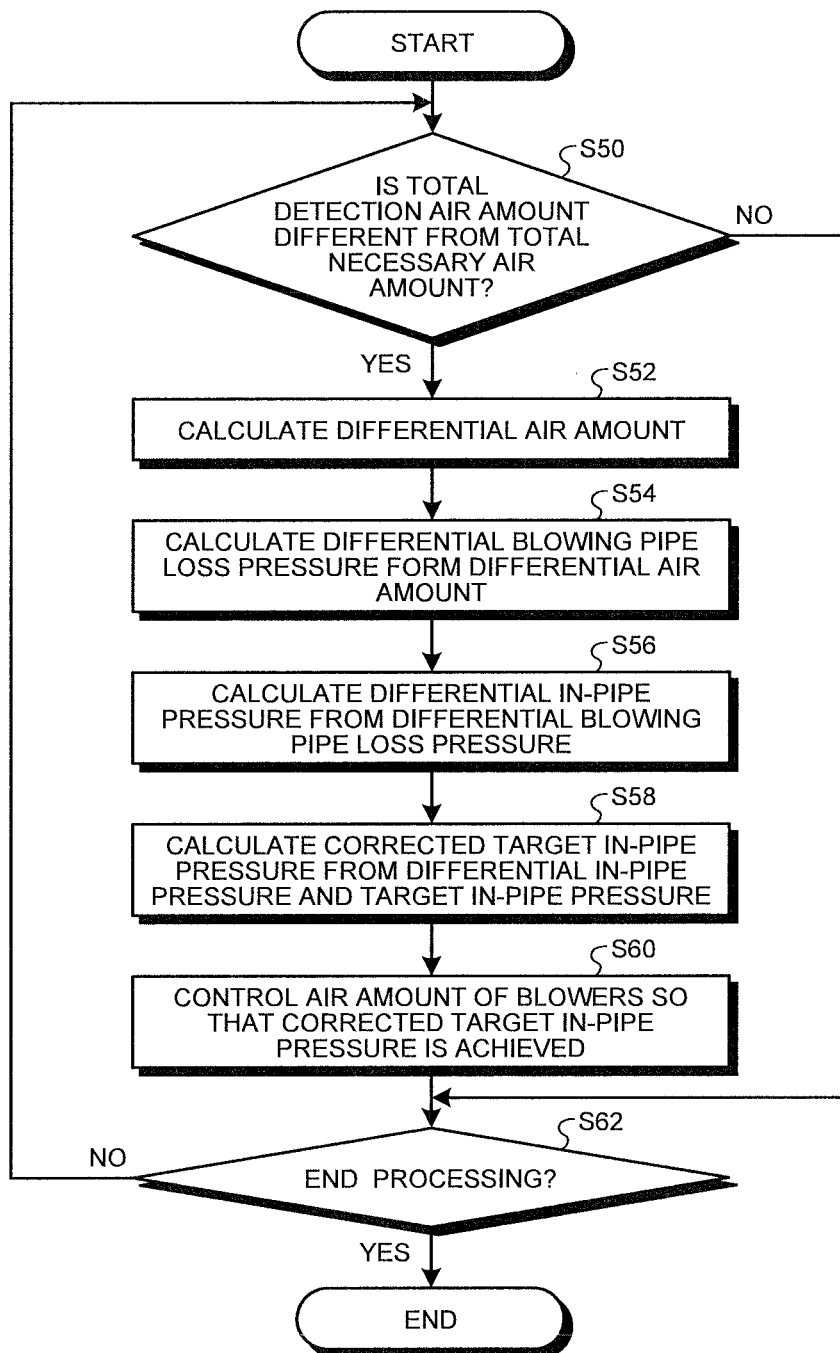 START
S50
IS TOTAL
DETECTION AIR AMOUNT
DIFFERENT FROM TOTAL
NECESSARY AIR
AMOUNT?
NO
YES
S52
CALCULATE DIFFERENTIAL AIR AMOUNT
S54
CALCULATE DIFFERENTIAL BLOWING PIPE
LOSS PRESSURE FORM DIFFERENTIAL AIR
AMOUNT
S56
CALCULATE DIFFERENTIAL IN-PIPE
PRESSURE FROM DIFFERENTIAL BLOWING
PIPE LOSS PRESSURE
S58
CALCULATE CORRECTED TARGET IN-PIPE
PRESSURE FROM DIFFERENTIAL IN-PIPE
PRESSURE AND TARGET IN-PIPE PRESSURE
S60
CONTROL AIR AMOUNT OF BLOWERS SO
THAT CORRECTED TARGET IN-PIPE
PRESSURE IS ACHIEVED
S62
NO
END PROCESSING?
YES
END